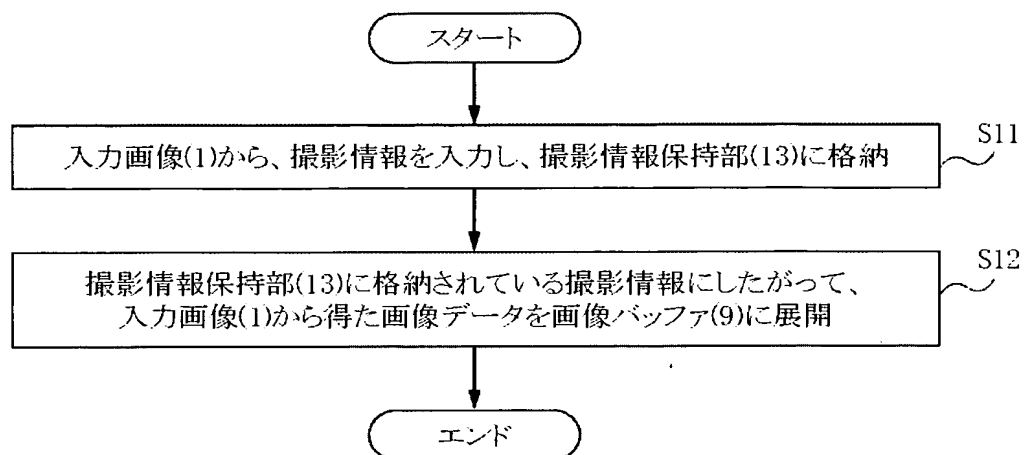 スタート
入力画像(1)から、撮影情報を入力し、撮影情報保持部(13)に格納
S11
撮影情報保持部(13)に格納されている撮影情報にしたがって、
入力画像(1)から得た画像データを画像バッファ(9)に展開
S12
エンド